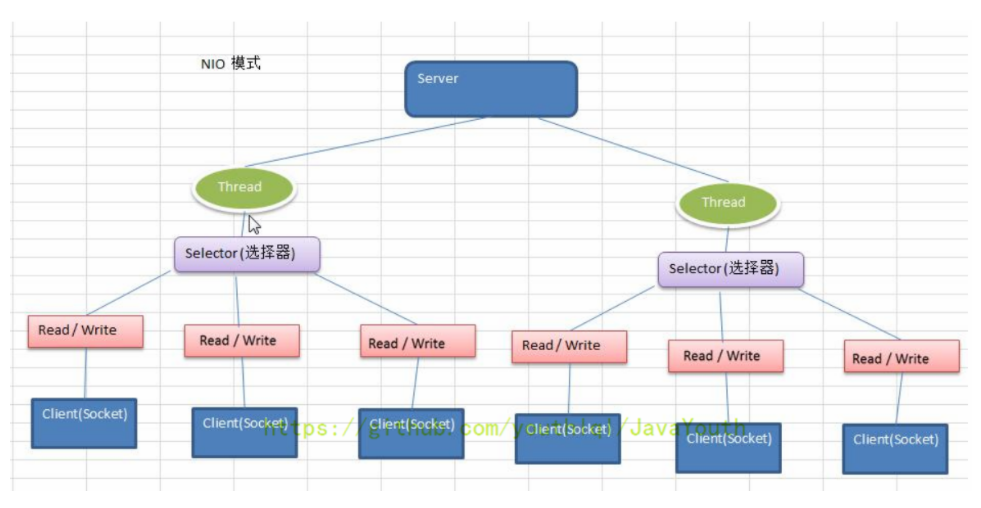 NIO 模式
Server
Thread
Thread
Selector(选择器)
Selector(选择器)
Read / Write
Read / Write
Read / Write
Read / Write
Read / Write
Read / Write
Client(Socket)
Client(Socket)
Client(Socket)
Client(Socket)
Client(Socket)
Client(Socket)
https://github.com/youthlql/JavaYouth